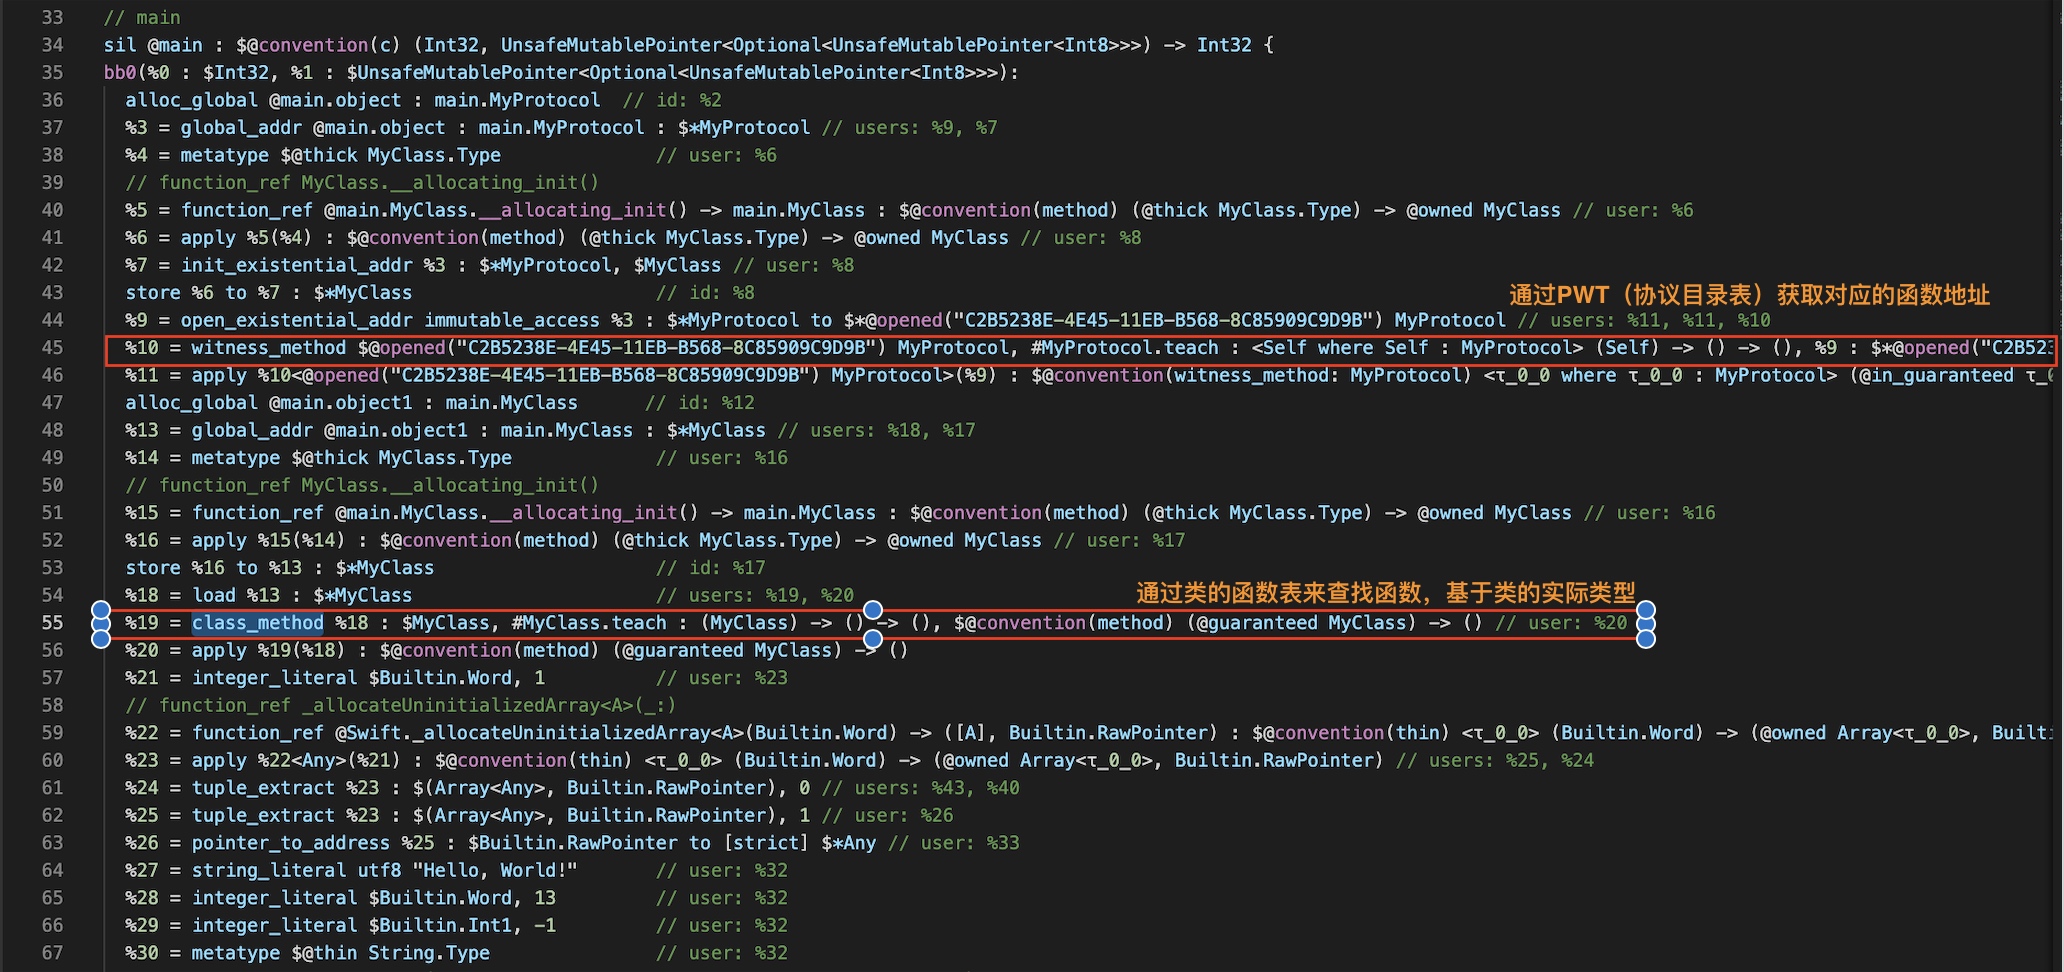 33 // main
34 sil @main : $@convention(c) (Int32, UnsafeMutablePointer<Optional<UnsafeMutablePointer<Int8>>>) -> Int32 {
35 bb0(%0 : $Int32, %1 : $UnsafeMutablePointer<Optional<UnsafeMutablePointer<Int8>>>):
36 alloc_global @main.object : main.MyProtocol // id: %2
37 %3 = global_addr @main.object : main.MyProtocol : $*MyProtocol // users: %9, %7
38 %4 = metatype $@thick MyClass.Type // user: %6
39 // function_ref MyClass.__allocating_init()
40 %5 = function_ref @main.MyClass.__allocating_init() -> main.MyClass : $@convention(method) (@thick MyClass.Type) -> @owned MyClass // user: %6
41 %6 = apply %5(%4) : $@convention(method) (@thick MyClass.Type) -> @owned MyClass // user: %8
42 %7 = init_existential_addr %3 : $*MyProtocol, $MyClass // user: %8
43 store %6 to %7 : $*MyClass // id: %8
通过PWT（协议目录表）获取对应的函数地址
44 %9 = open_existential_addr immutable_access %3 : $*MyProtocol to $*@opened("C2B5238E-4E45-11EB-B568-8C85909C9D9B") MyProtocol // users: %11, %11, %10
45 %10 = witness_method $@opened("C2B5238E-4E45-11EB-B568-8C85909C9D9B") MyProtocol, #MyProtocol.teach : <Self where Self : MyProtocol> (Self) -> () -> (), %9 : $*@opened("C2B523
46 %11 = apply %10<@opened("C2B5238E-4E45-11EB-B568-8C85909C9D9B") MyProtocol>(%9) : $@convention(witness_method: MyProtocol) <τ_0_0 where τ_0_0 : MyProtocol> (@in_guaranteed τ_0
47 alloc_global @main.object1 : main.MyClass // id: %12
48 %13 = global_addr @main.object1 : main.MyClass : $*MyClass // users: %18, %17
49 %14 = metatype $@thick MyClass.Type // user: %16
50 // function_ref MyClass.__allocating_init()
51 %15 = function_ref @main.MyClass.__allocating_init() -> main.MyClass : $@convention(method) (@thick MyClass.Type) -> @owned MyClass // user: %16
52 %16 = apply %15(%14) : $@convention(method) (@thick MyClass.Type) -> @owned MyClass // user: %17
53 store %16 to %13 : $*MyClass // id: %17
54 %18 = load %13 : $*MyClass // users: %19, %20 通过类的函数表来查找函数，基于类的实际类型
55 %19 = class_method %18 : $MyClass, #MyClass.teach : (MyClass) -> () -> (), $@convention(method) (@guaranteed MyClass) -> () // user: %20
56 %20 = apply %19(%18) : $@convention(method) (@guaranteed MyClass) -> ()
57 %21 = integer_literal $Builtin.Word, 1 // user: %23
58 // function_ref _allocateUninitializedArray<A>(_:)
59 %22 = function_ref @Swift._allocateUninitializedArray<A>(Builtin.Word) -> ([A], Builtin.RawPointer) : $@convention(thin) <τ_0_0> (Builtin.Word) -> (@owned Array<τ_0_0>, Builti
60 %23 = apply %22<Any>(%21) : $@convention(thin) <τ_0_0> (Builtin.Word) -> (@owned Array<τ_0_0>, Builtin.RawPointer) // users: %25, %24
61 %24 = tuple_extract %23 : $(Array<Any>, Builtin.RawPointer), 0 // users: %43, %40
62 %25 = tuple_extract %23 : $(Array<Any>, Builtin.RawPointer), 1 // user: %26
63 %26 = pointer_to_address %25 : $Builtin.RawPointer to [strict] $*Any // user: %33
64 %27 = string_literal utf8 "Hello, World!" // user: %32
65 %28 = integer_literal $Builtin.Word, 13 // user: %32
66 %29 = integer_literal $Builtin.Int1, -1 // user: %32
67 %30 = metatype $@thin String.Type // user: %32